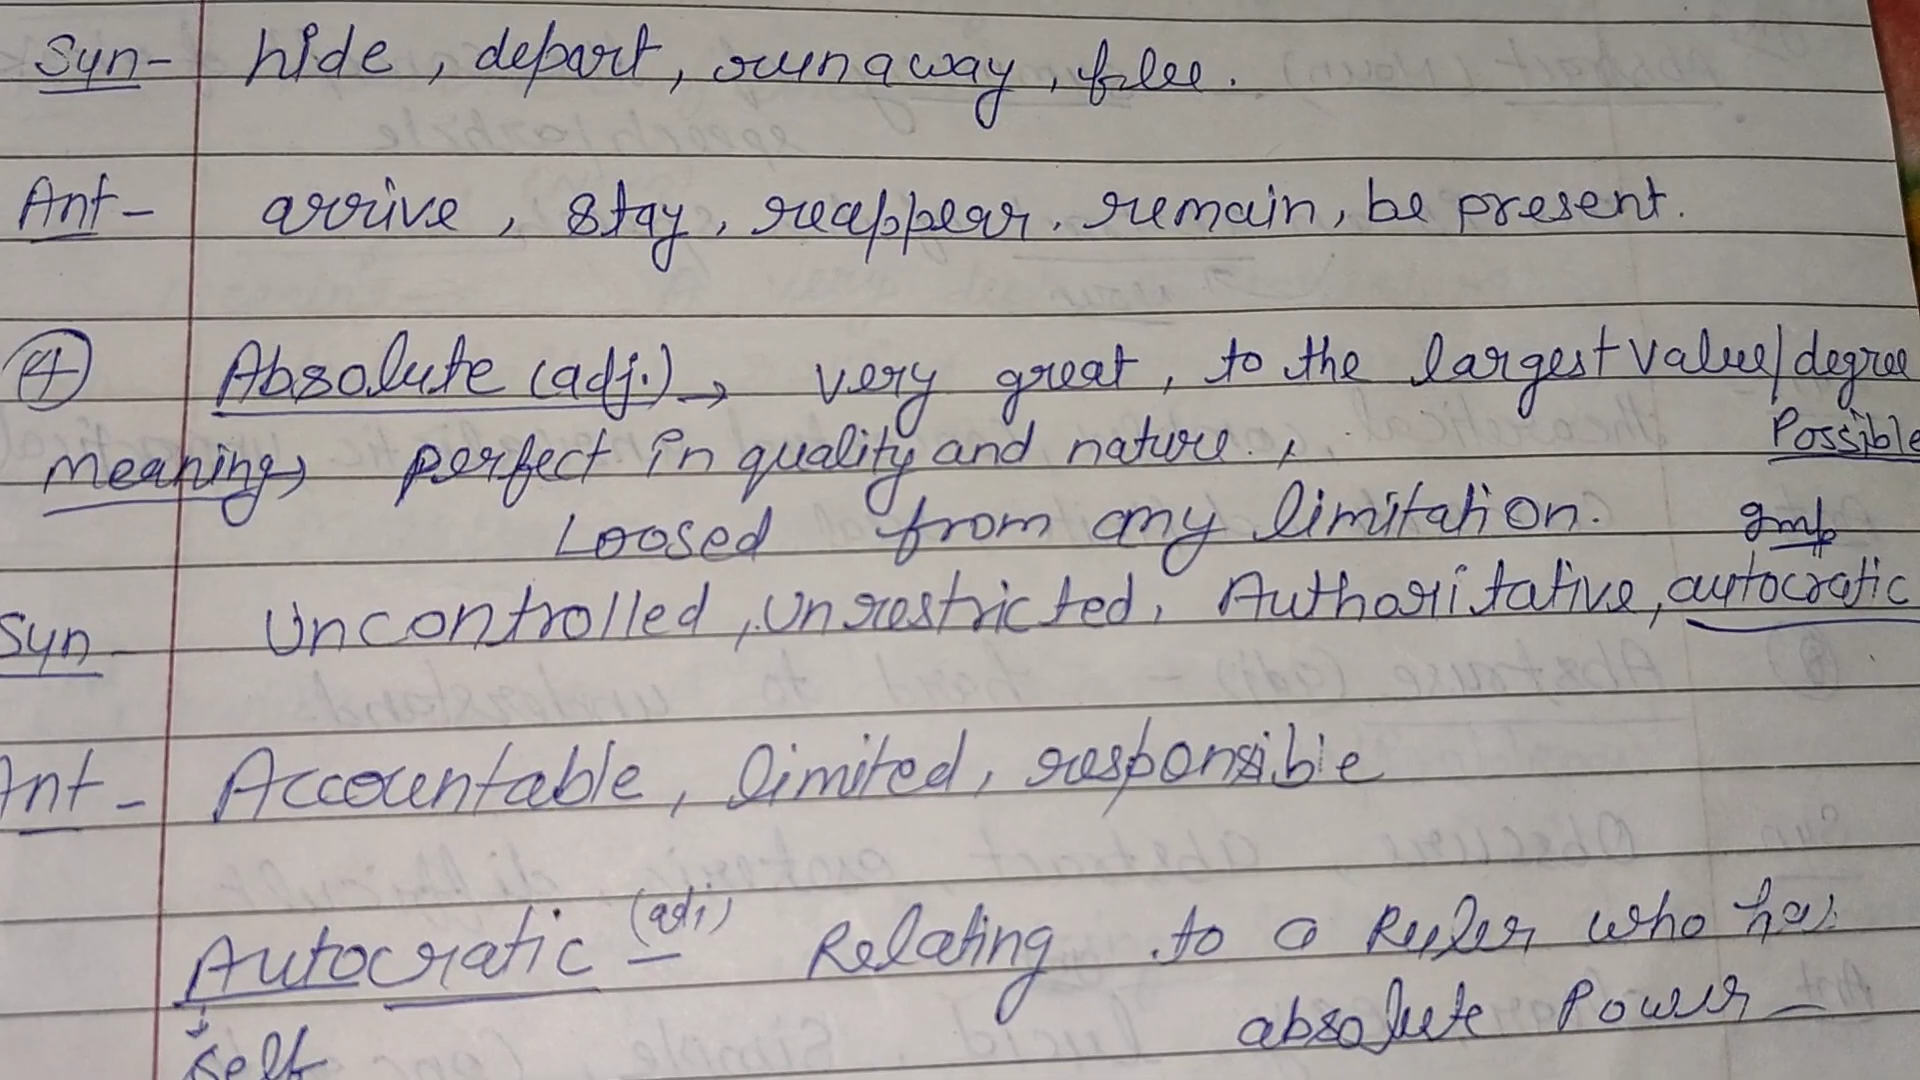 Syn- hide, depart, runaway, flee.
Ant- arrive, stay, reappear, remain, be present.
④ Absolute (adj.) → very great, to the largest value/degree
Possible
meaning→ perfect in quality and nature.,
Loosed from any limitation.
Imp
Syn Uncontrolled, Unrestricted, Authoritative, autocratic
Ant- Accountable, limited, responsible
Autocratic (adj) - Relating to a Ruler who has
absolute Power -
↓
self